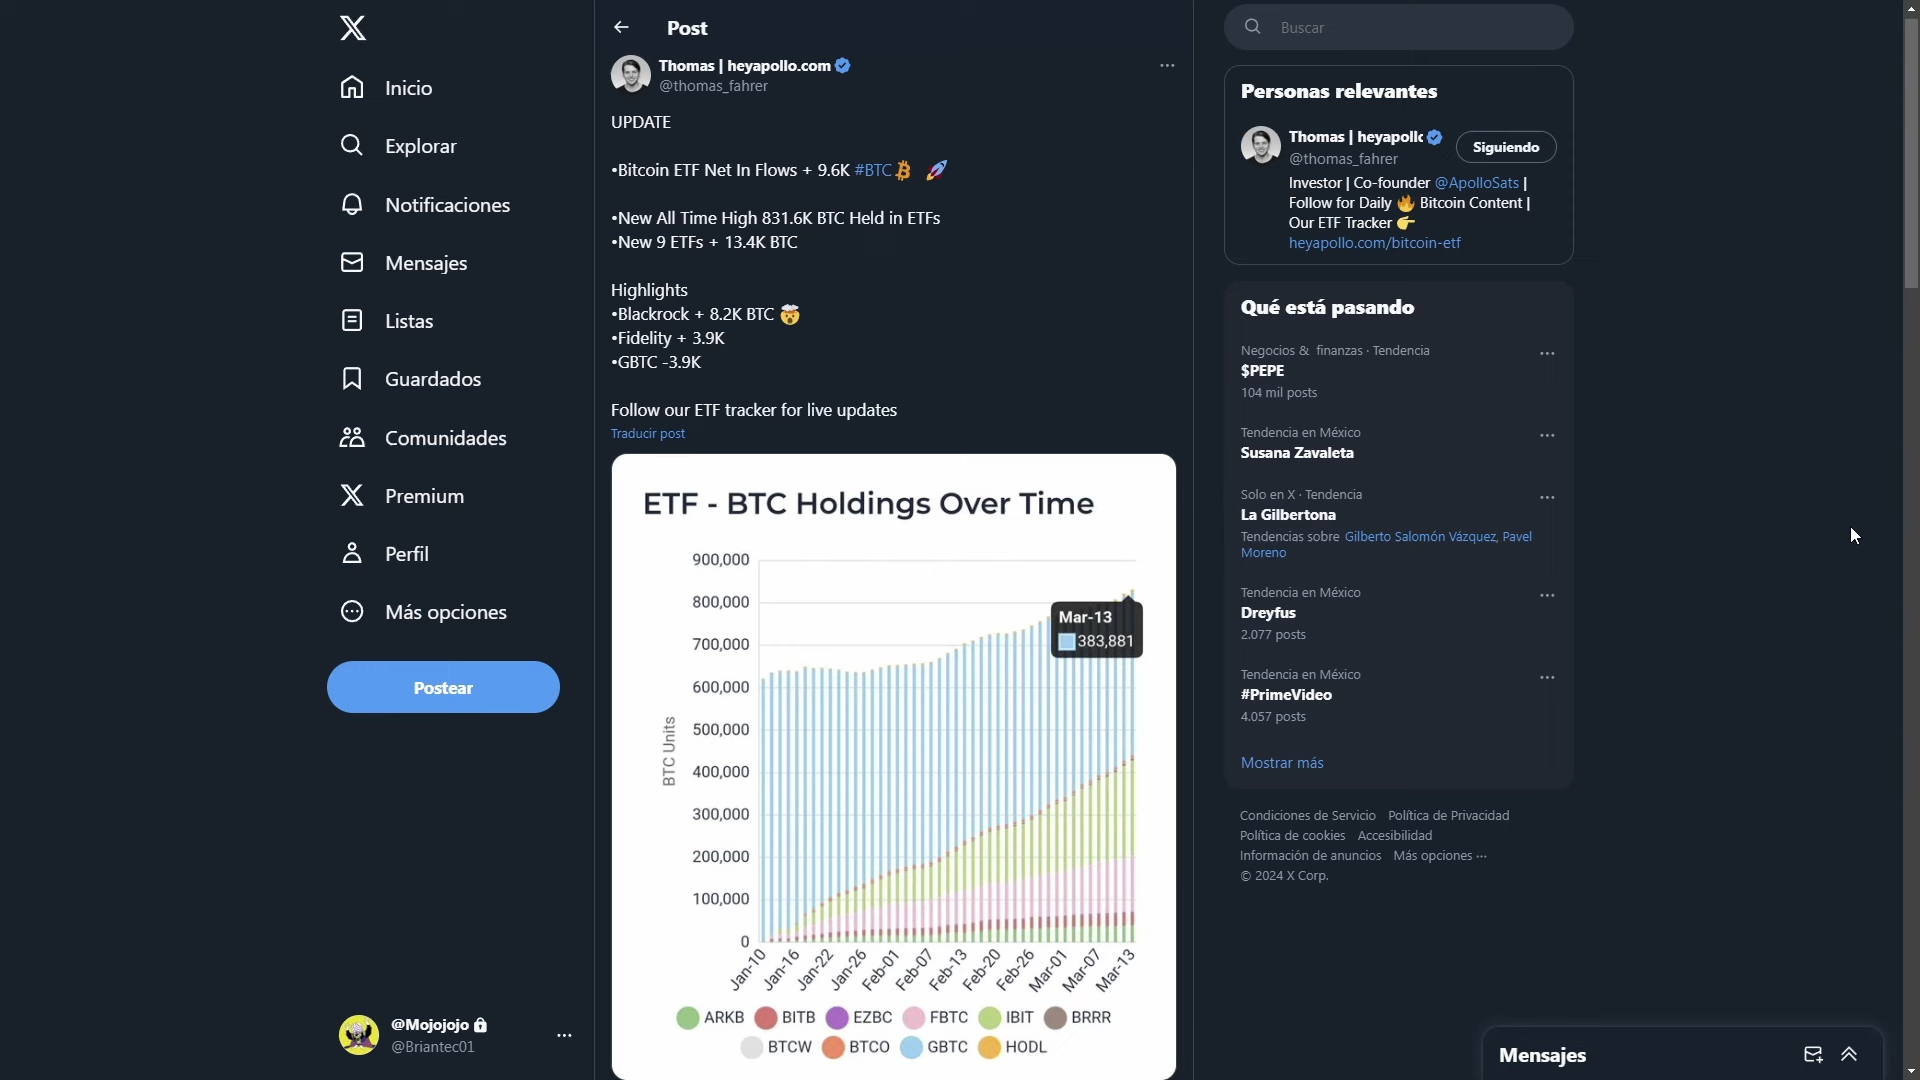 Inicio
Explorar
Notificaciones
Mensajes
Listas
Guardados
Comunidades
Premium
Perfil
Más opciones
Postear
@Mojojojo
@Briantec01
Post
Thomas | heyapollo.com
@thomas_fahrer
UPDATE
•Bitcoin ETF Net In Flows + 9.6K #BTC
•New All Time High 831.6K BTC Held in ETFs
•New 9 ETFs + 13.4K BTC
Highlights
•Blackrock + 8.2K BTC 🤯
•Fidelity + 3.9K
•GBTC -3.9K
Follow our ETF tracker for live updates
Traducir post
ETF - BTC Holdings Over Time
900,000
800,000
700,000
600,000
500,000
400,000
300,000
200,000
100,000
0
BTC Units
Mar-13
383,881
Jan-10
Jan-16
Jan-22
Jan-26
Feb-01
Feb-07
Feb-13
Feb-20
Feb-26
Mar-01
Mar-07
Mar-13
ARKB BITB EZBC FBTC IBIT BRRR
BTCW BTCO GBTC HODL
Buscar
Personas relevantes
Thomas | heyapollc
@thomas_fahrer
Siguiendo
Investor | Co-founder @ApolloSats |
Follow for Daily 🔥 Bitcoin Content |
Our ETF Tracker 👉
heyapollo.com/bitcoin-etf
Qué está pasando
Negocios & finanzas · Tendencia
$PEPE
104 mil posts
Tendencia en México
Susana Zavaleta
Solo en X · Tendencia
La Gilbertona
Tendencias sobre Gilberto Salomón Vázquez, Pavel
Moreno
Tendencia en México
Dreyfus
2.077 posts
Tendencia en México
#PrimeVideo
4.057 posts
Mostrar más
Condiciones de Servicio Política de Privacidad
Política de cookies Accesibilidad
Información de anuncios Más opciones ···
© 2024 X Corp.
Mensajes